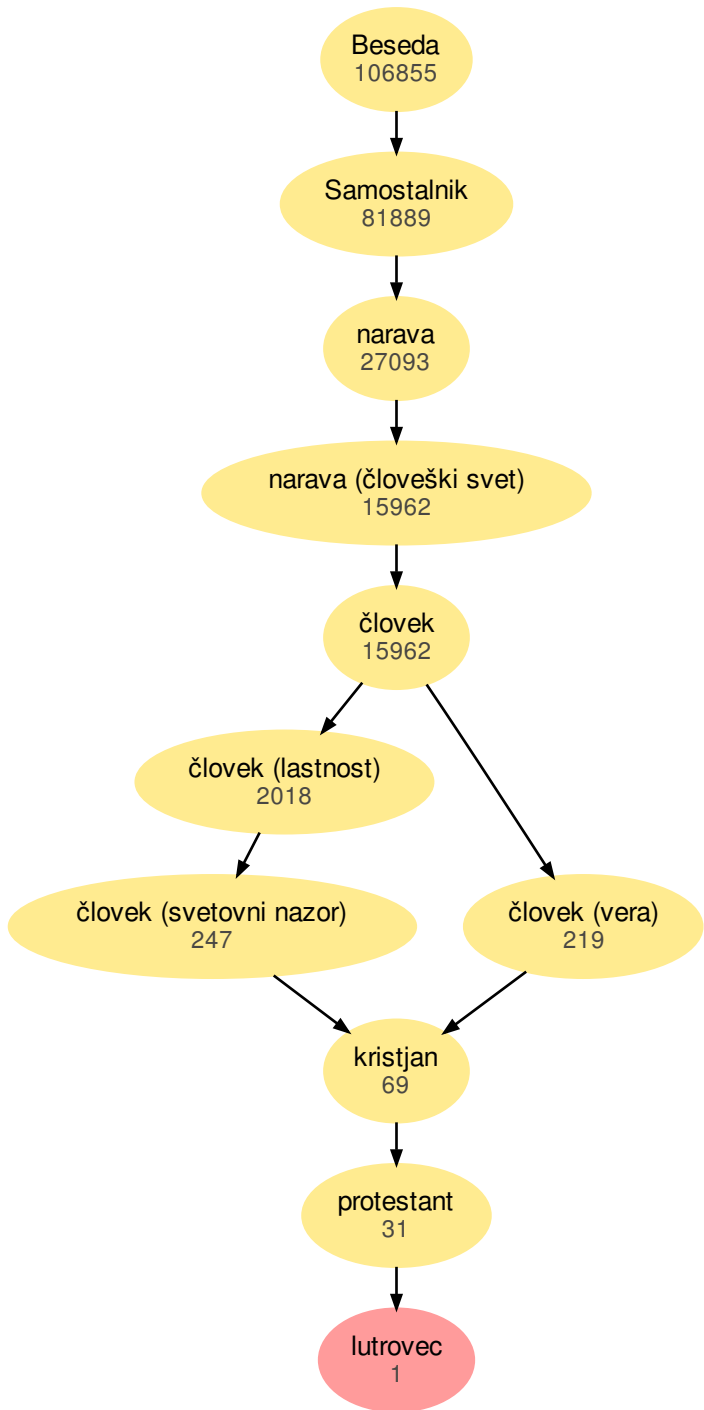 Beseda
106855
Samostalnik
81889
narava
27093
narava (človeški svet)
15962
človek
15962
človek (lastnost)
2018
človek (svetovni nazor)
247
človek (vera)
219
kristjan
69
protestant
31
lutrovec
1